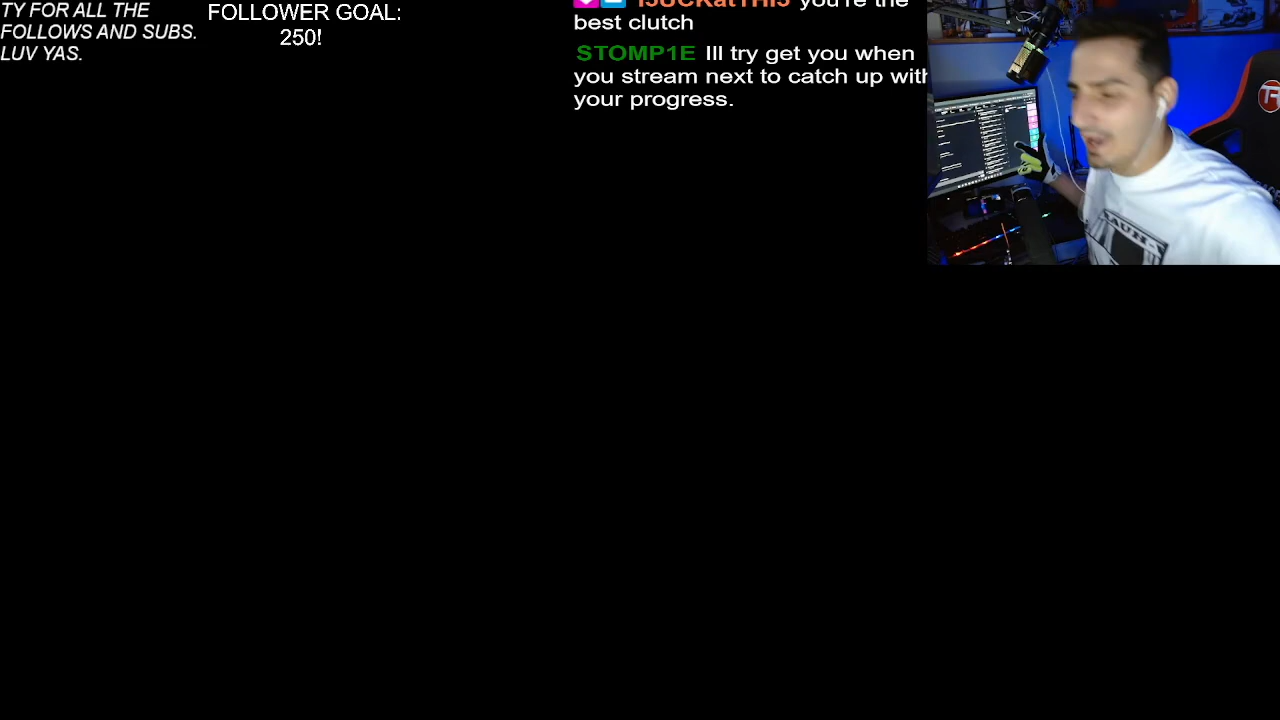 TY FOR ALL THE
FOLLOWS AND SUBS.
LUV YAS.
FOLLOWER GOAL:
250!
you're the
best clutch
STOMP1E Ill try get you when
you stream next to catch up with
your progress.